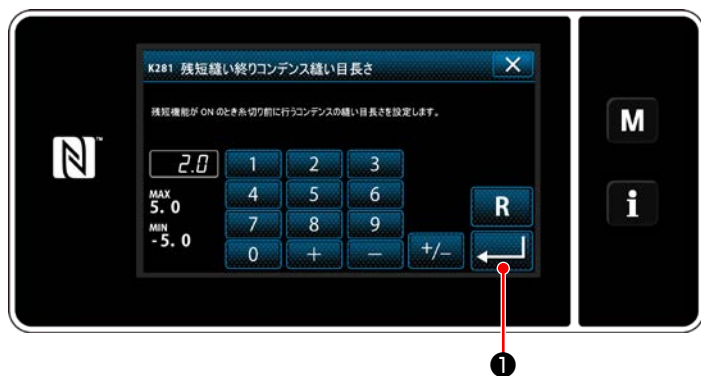 K281 残短縫い終りコンデンス縫い目長さ
残短機能が ON のとき糸切り前に行うコンデンスの縫い目長さを設定します。
2.0 1 2 3
MAX
5. 0
4 5 6
MIN
- 5. 0
7 8 9
R
0 + − +/−
N
M
i
❶